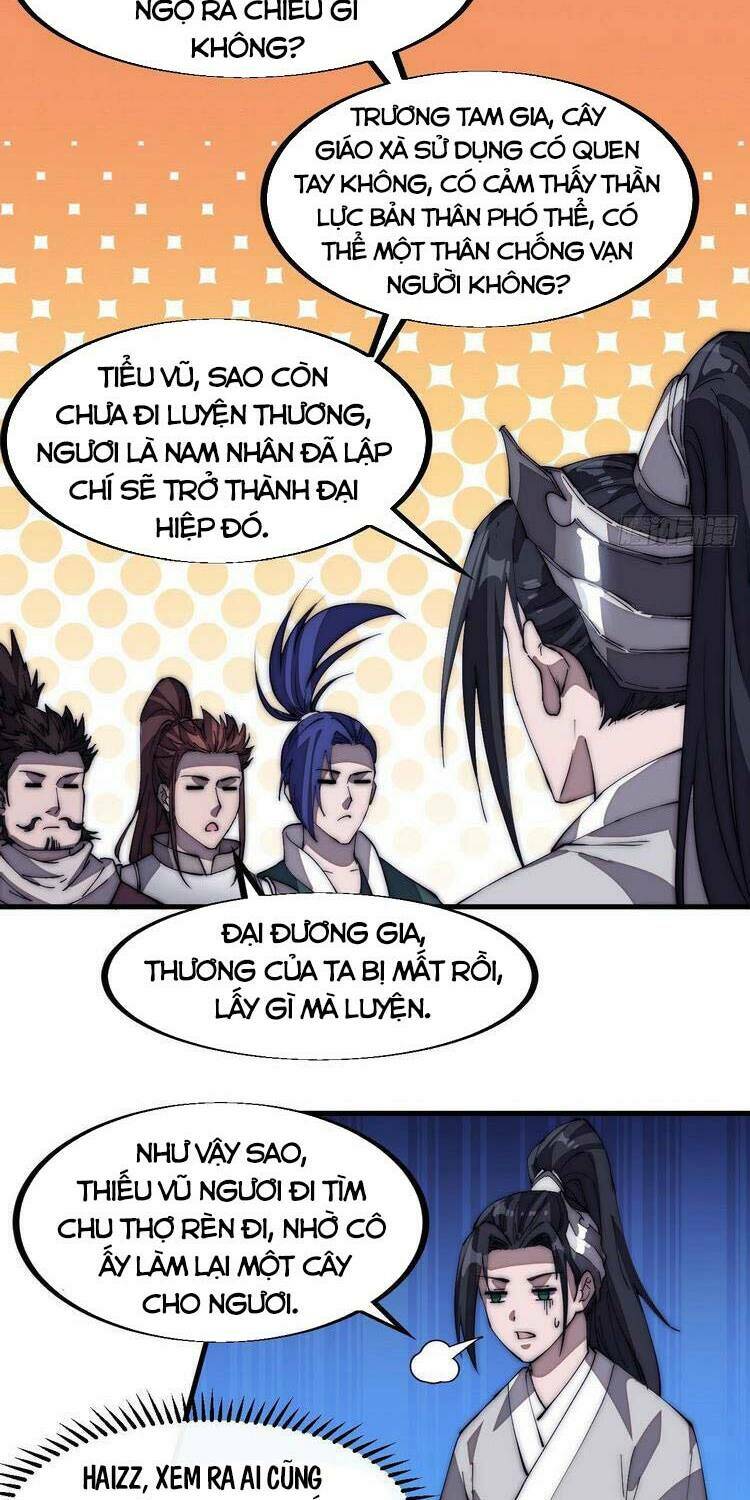 NGỘ RA CHIÊU GÌ
KHÔNG?
TRƯƠNG TAM GIA, CÂY
GIÁO XÀ SỬ DỤNG CÓ QUEN
TAY KHÔNG, CÓ CẢM THẤY THẦN
LỰC BẢN THÂN PHÓ THỂ, CÓ
THỂ MỘT THÂN CHỐNG VẠN
NGƯỜI KHÔNG?
TIỂU VŨ, SAO CÒN
CHƯA ĐI LUYỆN THƯƠNG,
NGƯƠI LÀ NAM NHÂN ĐÃ LẬP
CHÍ SẼ TRỞ THÀNH ĐẠI
HIỆP ĐÓ.
ĐẠI ĐƯƠNG GIA,
THƯƠNG CỦA TA BỊ MẤT RỒI,
LẤY GÌ MÀ LUYỆN.
NHƯ VẬY SAO,
THIẾU VŨ NGƯƠI ĐI TÌM
CHU THỢ RÈN ĐI, NHỜ CÔ
ẤY LÀM LẠI MỘT CÂY
CHO NGƯƠI.
HAIZZ, XEM RA AI CŨNG